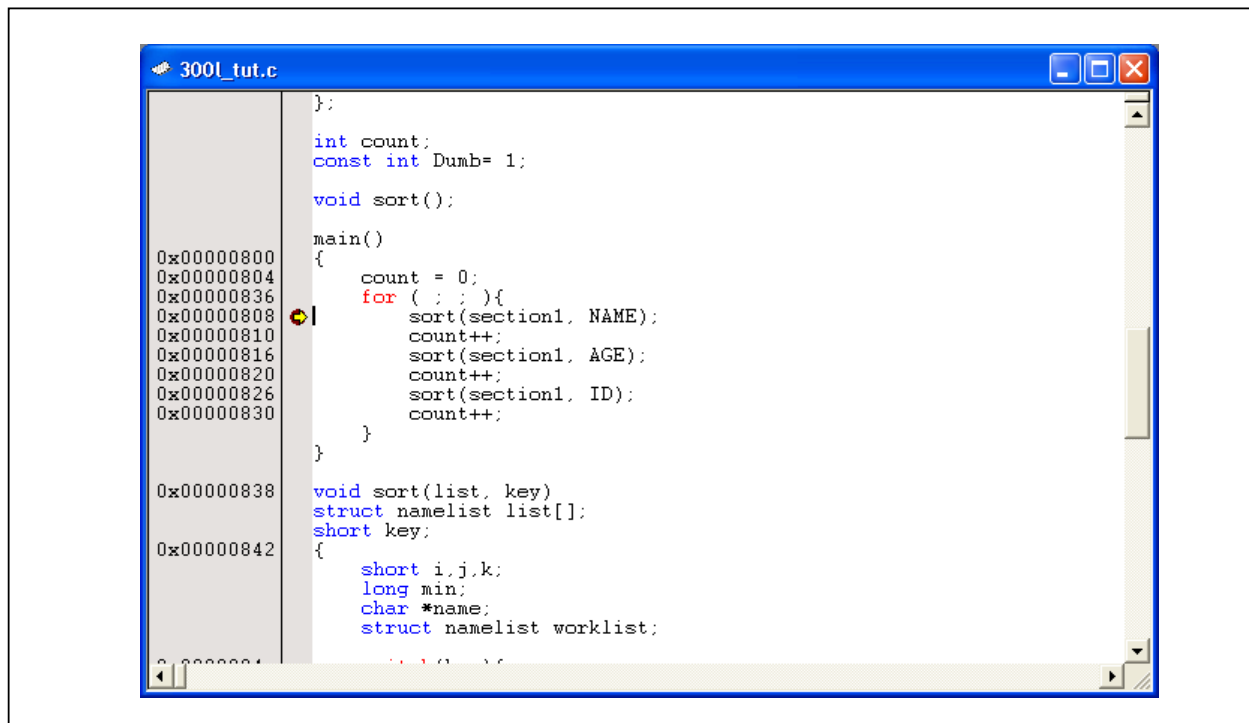 300l_tut.c
};
int count;
const int Dumb= 1;
void sort();
main()
0x00000800 {
0x00000804 count = 0;
0x00000836 for ( ; ; ){
0x00000808 sort(section1, NAME);
0x00000810 count++;
0x00000816 sort(section1, AGE);
0x00000820 count++;
0x00000826 sort(section1, ID);
0x00000830 count++;
}
}
0x00000838 void sort(list, key)
struct namelist list[];
short key;
0x00000842 {
short i,j,k;
long min;
char *name;
struct namelist worklist;